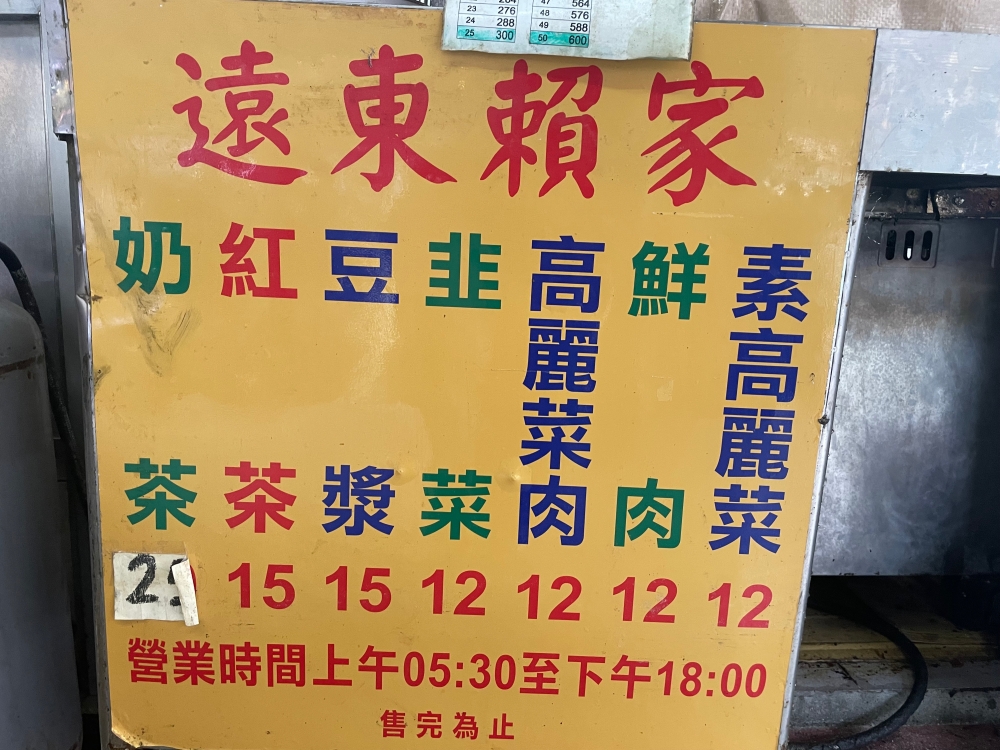 23 276
24 288
25 300
47 564
48 576
49 588
50 600
遠東賴家
素高麗菜 12
鮮肉 12
高麗菜肉 12
韭菜 12
豆漿 15
紅茶 15
奶茶
營業時間上午05:30至下午18:00
售完為止